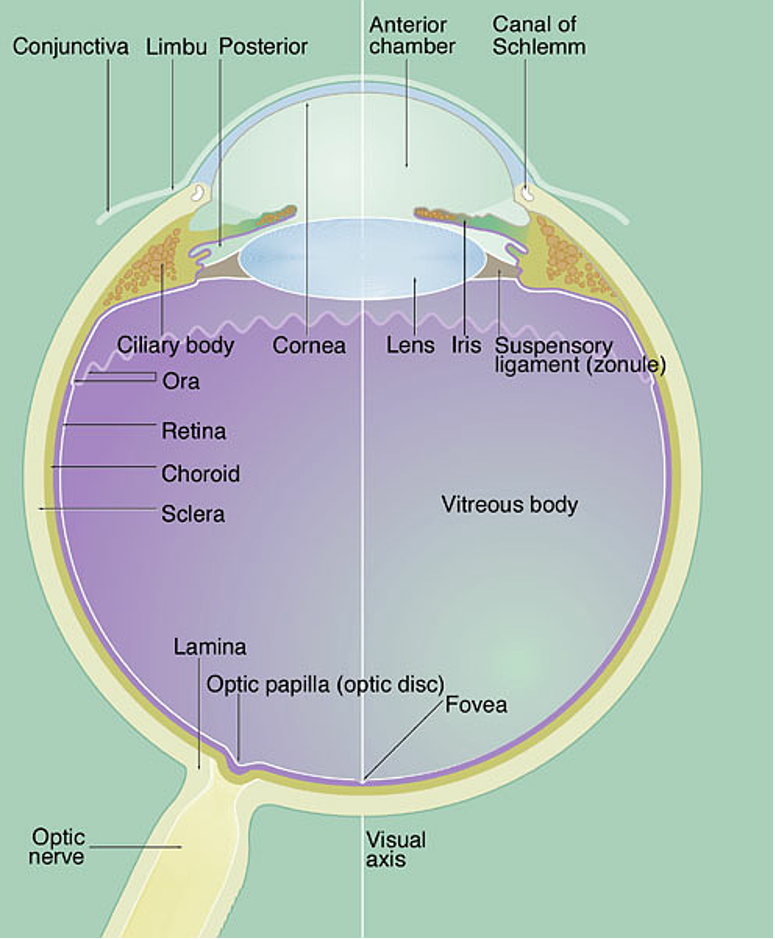 Anterior
chamber
Canal of
Schlemm
Conjunctiva
Limbu
Posterior
Ciliary body
Cornea
Lens
Iris
Suspensory
ligament (zonule)
Ora
Retina
Choroid
Sclera
Vitreous body
Lamina
Optic papilla (optic disc)
Fovea
Optic
nerve
Visual
axis